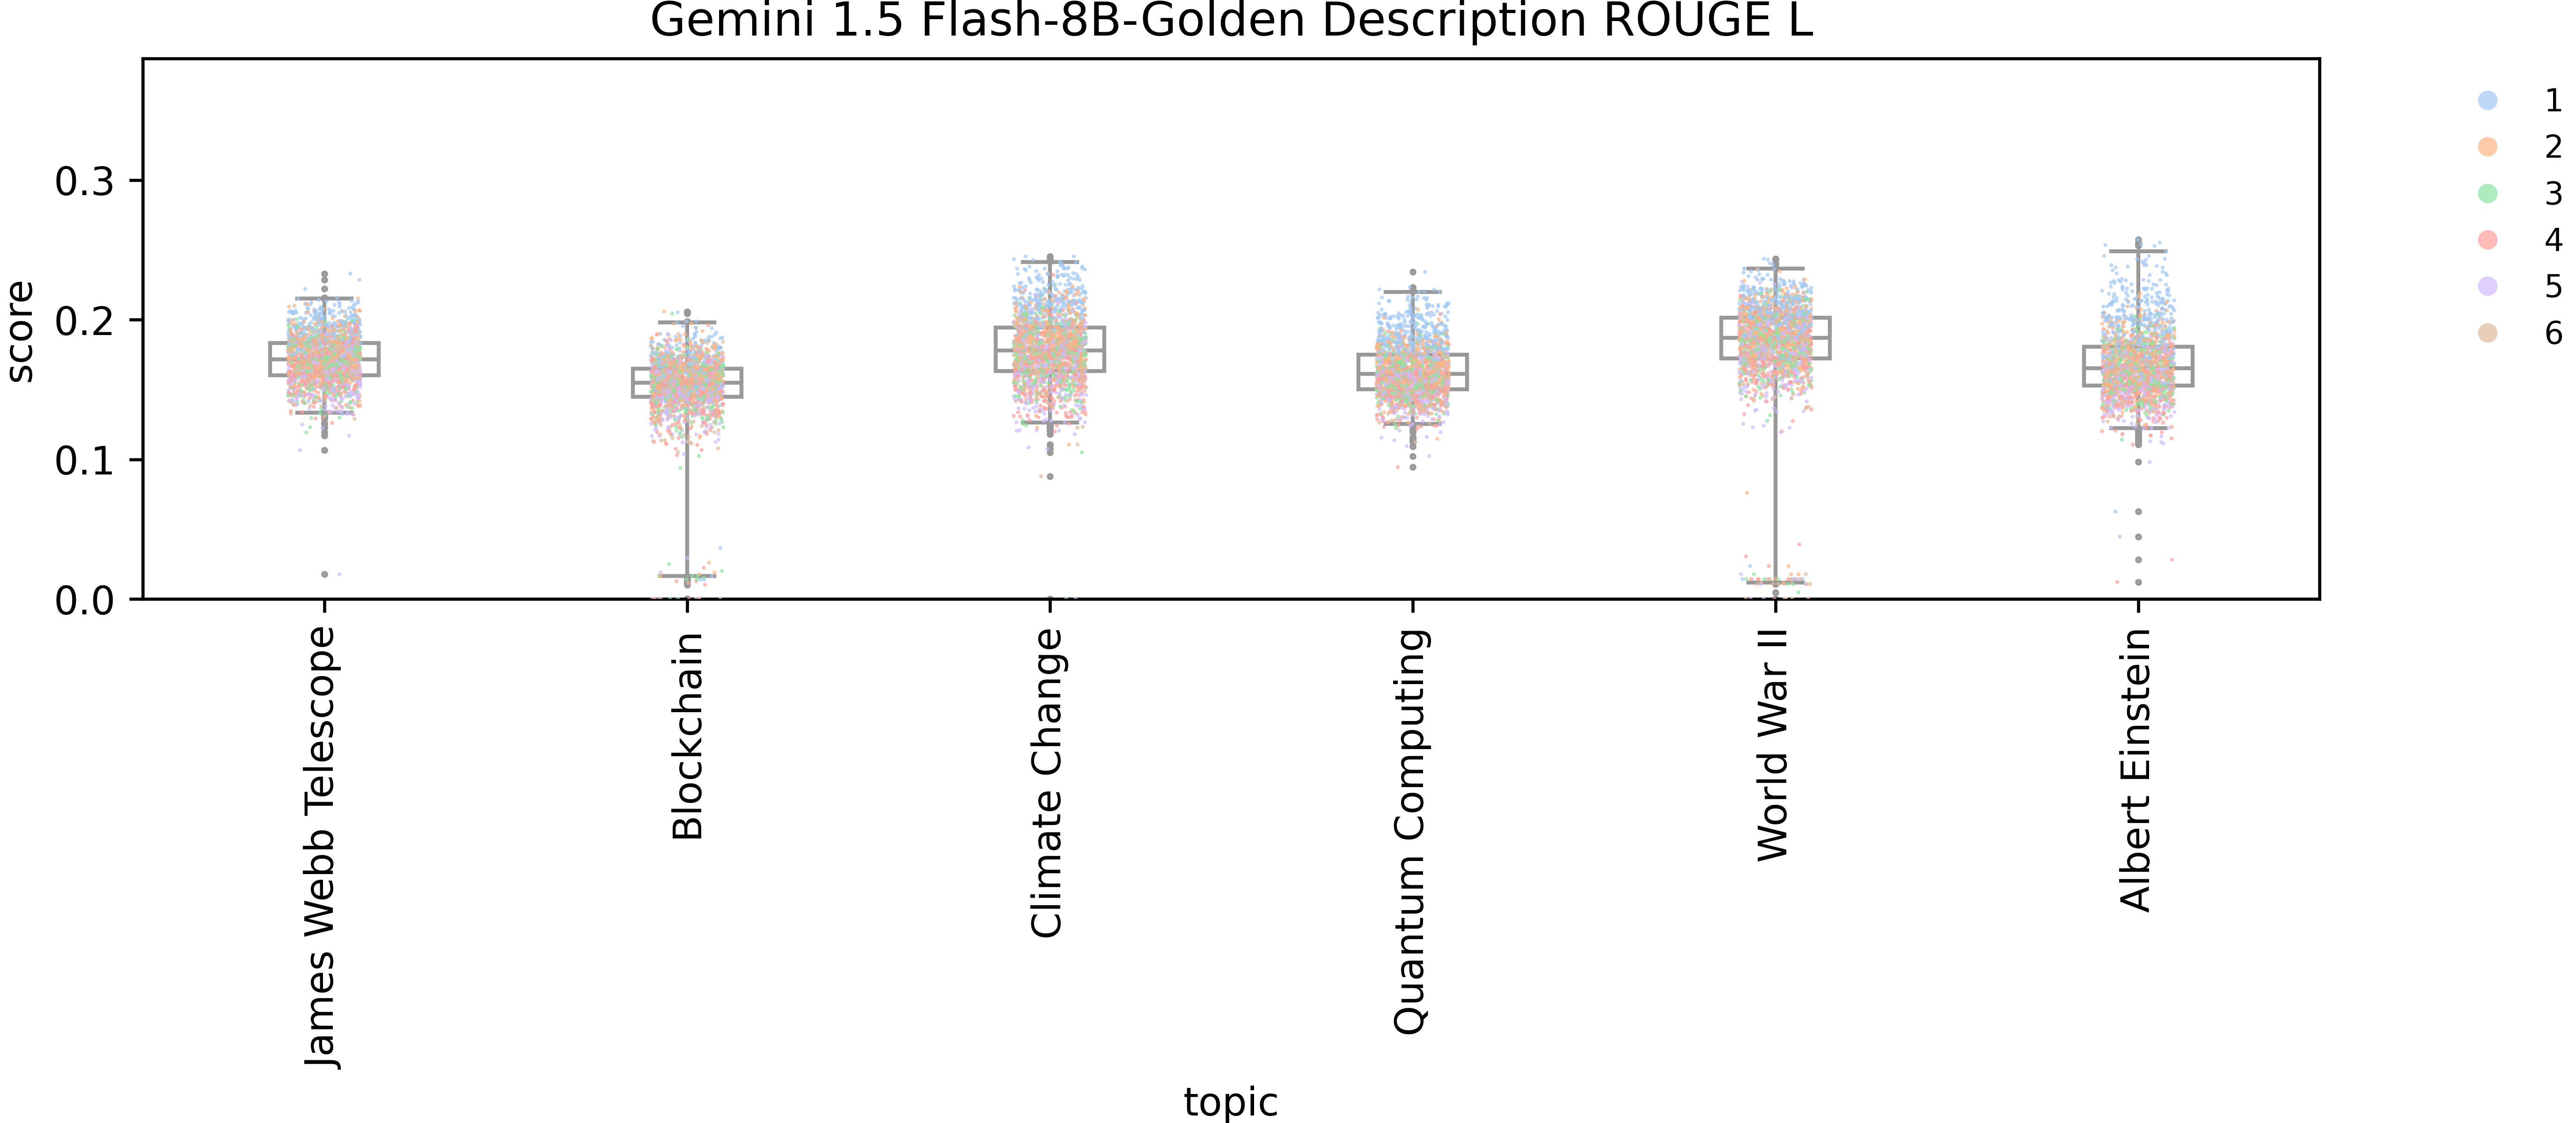 Gemini 1.5 Flash-8B-Golden Description ROUGE L
score
0.3
0.2
0.1
0.0
James Webb Telescope
Blockchain
Climate Change
Quantum Computing
World War II
Albert Einstein
topic
1
2
3
4
5
6